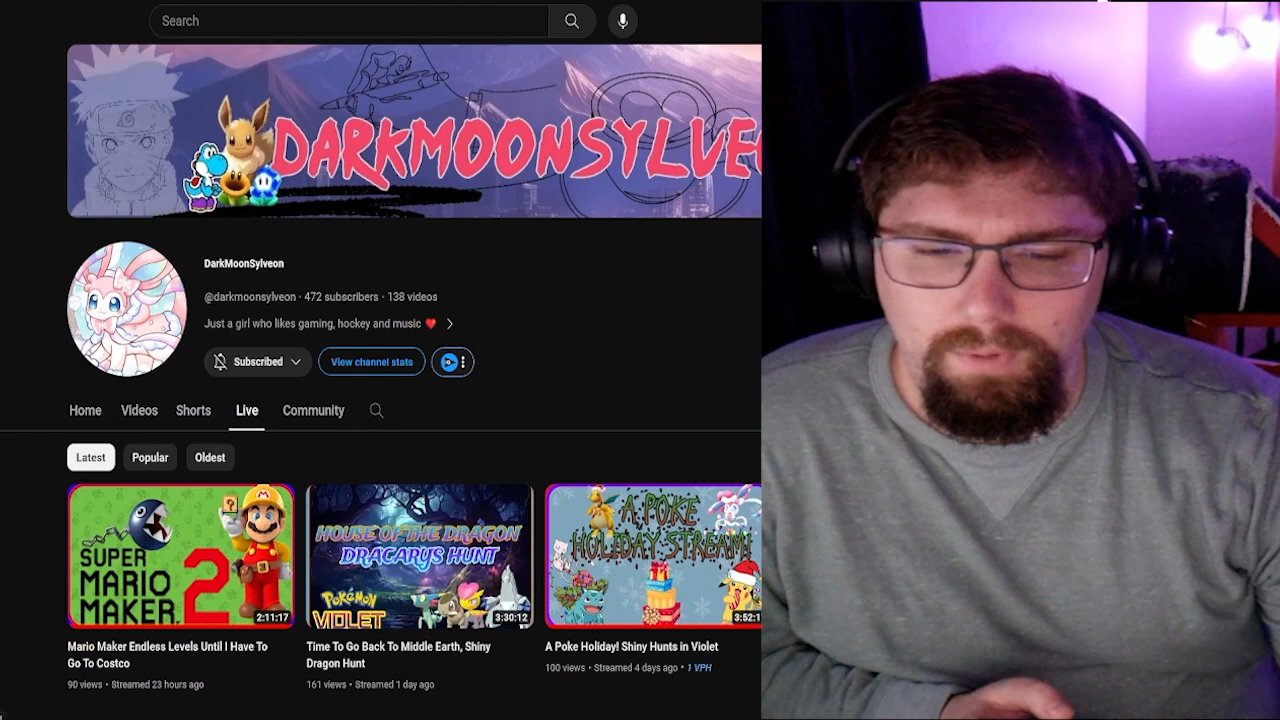 Search
DARKMOONSYLVE
DarkMoonSylveon
@darkmoonsylveon · 472 subscribers · 138 videos
Just a girl who likes gaming, hockey and music
Subscribed
View channel stats
Home Videos Shorts Live Community
Latest Popular Oldest
SUPER
MARIO
MAKER 2
2:11:17
HOUSE OF THE DRAGON
DRACARYS HUNT
POKéMON
VIOLET
3:30:12
A POKE
HOLIDAY STREAM!
3:52:1
Mario Maker Endless Levels Until I Have To
Go To Costco
90 views · Streamed 23 hours ago
Time To Go Back To Middle Earth, Shiny
Dragon Hunt
161 views · Streamed 1 day ago
A Poke Holiday! Shiny Hunts in Violet
100 views · Streamed 4 days ago · 1 VPH